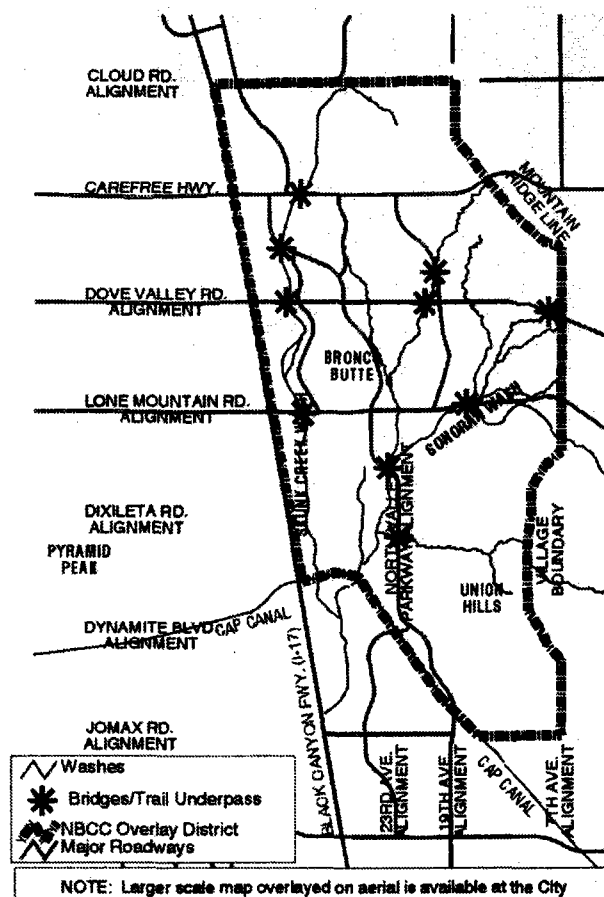 CLOUD RD.
ALIGNMENT
MOUNTAIN
RIDGE LINE
CAREFREE HWY.
DOVE VALLEY RD.
ALIGNMENT
BRONCO
BUTTE
LONE MOUNTAIN RD.
ALIGNMENT
SONORAN WASH
SKUNK CREEK WASH
DIXILETA RD.
ALIGNMENT
PYRAMID
PEAK
NORTH VALLEY
PARKWAY ALIGNMENT
UNION
HILLS
VILLAGE
BOUNDARY
CAP CANAL
DYNAMITE BLVD.
ALIGNMENT
BLACK CANYON FWY. (I-17)
JOMAX RD.
ALIGNMENT
23RD AVE.
ALIGNMENT
19TH AVE.
ALIGNMENT
CAP CANAL
7TH AVE.
ALIGNMENT
Washes
Bridges/Trail Underpass
NBCC Overlay District
Major Roadways
NOTE: Larger scale map overlayed on aerial is available at the City